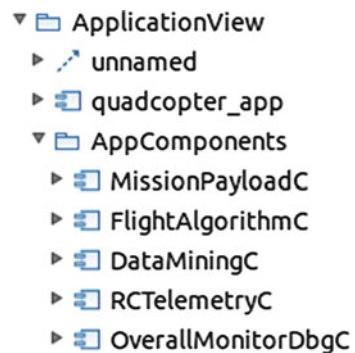 ApplicationView
unnamed
quadcopter_app
AppComponents
MissionPayloadC
FlightAlgorithmC
DataMiningC
RCTelemetryC
OverallMonitorDbgC